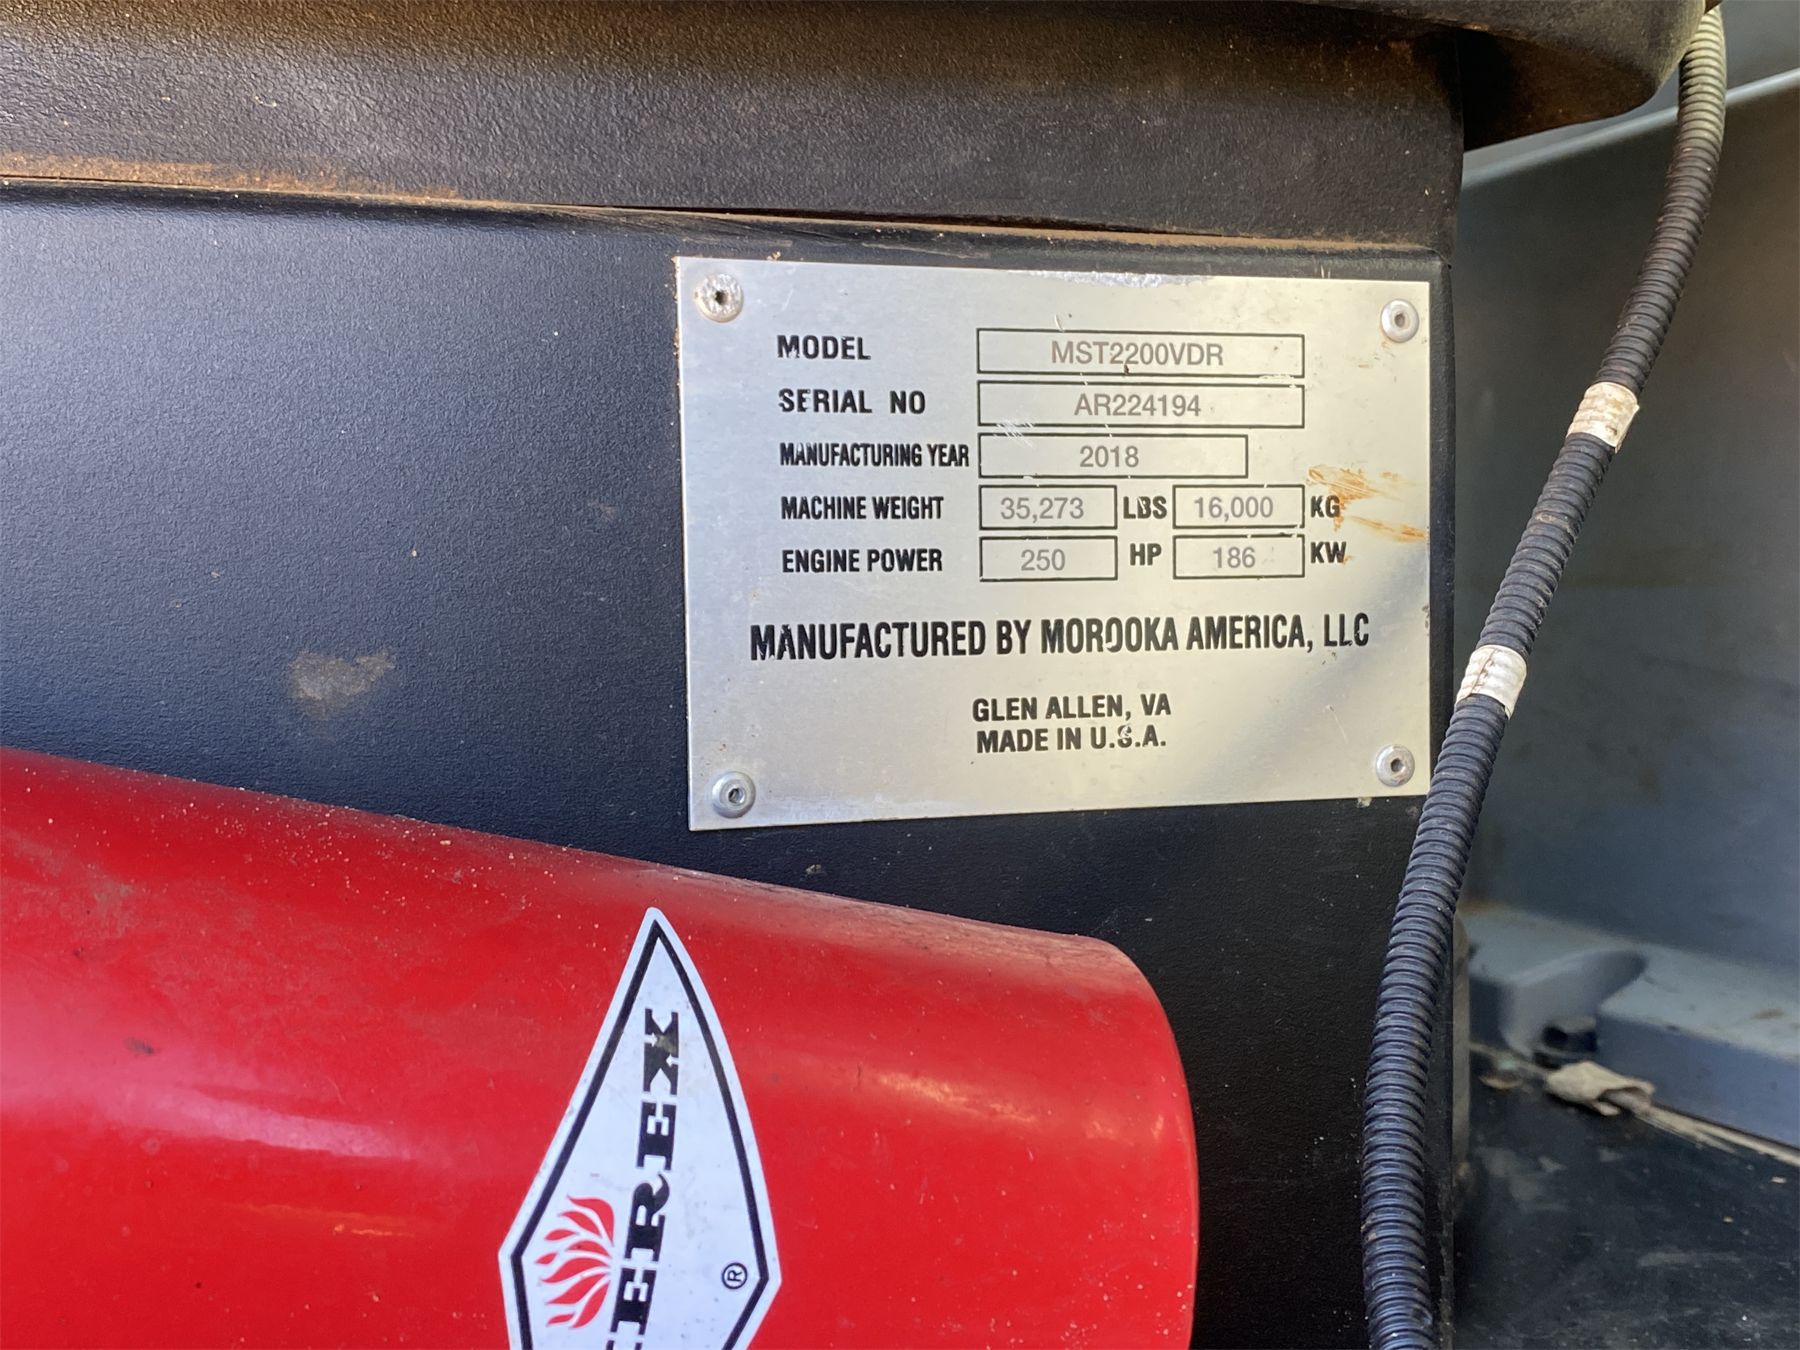 MODEL MST2200VDR
SERIAL NO AR224194
MANUFACTURING YEAR 2018
MACHINE WEIGHT 35,273 LBS 16,000 KG
ENGINE POWER 250 HP 186 KW
MANUFACTURED BY MOROOKA AMERICA, LLC
GLEN ALLEN, VA
MADE IN U.S.A.
®